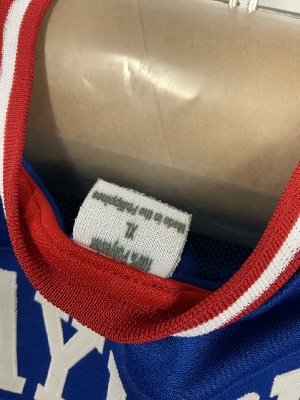 100% Polyester
XL
Made in the Philippines